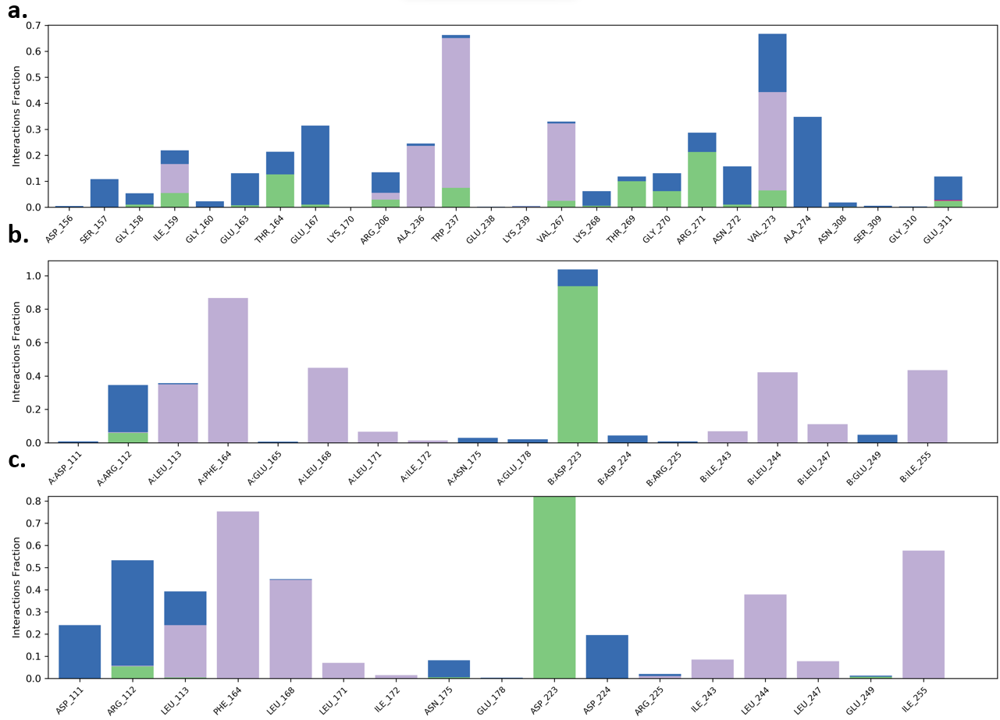 a.
Interactions Fraction
0.7
0.6
0.5
0.4
0.3
0.2
0.1
0.0
ASP_156 SER_157 GLY_158 ILE_159 GLY_160 GLU_163 THR_164 GLU_167 LYS_170 ARG_206 ALA_236 TRP_237 GLU_238 LYS_239 VAL_267 LYS_268 THR_269 GLY_270 ARG_271 ASN_272 VAL_273 ALA_274 ASN_308 SER_309 GLY_310 GLU_311
b.
Interactions Fraction
1.0
0.8
0.6
0.4
0.2
0.0
A:ASP_111 A:ARG_112 A:LEU_113 A:PHE_164 A:GLU_165 A:LEU_168 A:LEU_171 A:ILE_172 A:ASN_175 A:GLU_178 B:ASP_223 B:ASP_224 B:ARG_225 B:ILE_243 B:LEU_244 B:LEU_247 B:GLU_249 B:ILE_255
c.
Interactions Fraction
0.8
0.7
0.6
0.5
0.4
0.3
0.2
0.1
0.0
ASP_111 ARG_112 LEU_113 PHE_164 LEU_168 LEU_171 ILE_172 ASN_175 GLU_178 ASP_223 ASP_224 ARG_225 ILE_243 LEU_244 LEU_247 GLU_249 ILE_255